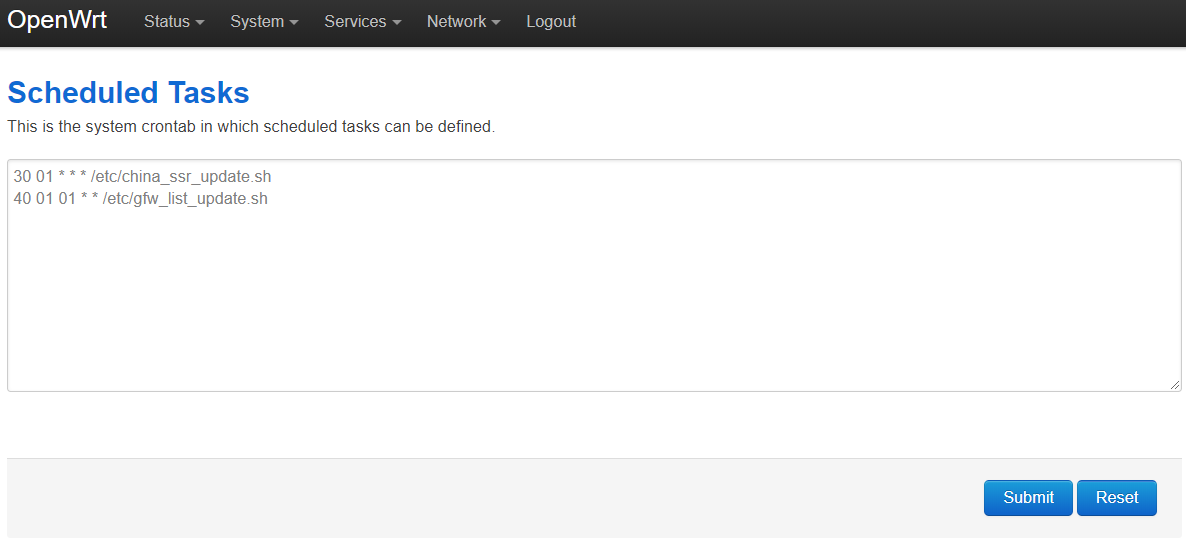 OpenWrt Status System Services Network Logout
Scheduled Tasks
This is the system crontab in which scheduled tasks can be defined.
30 01 * * * /etc/china_ssr_update.sh
40 01 01 * * /etc/gfw_list_update.sh
Submit Reset